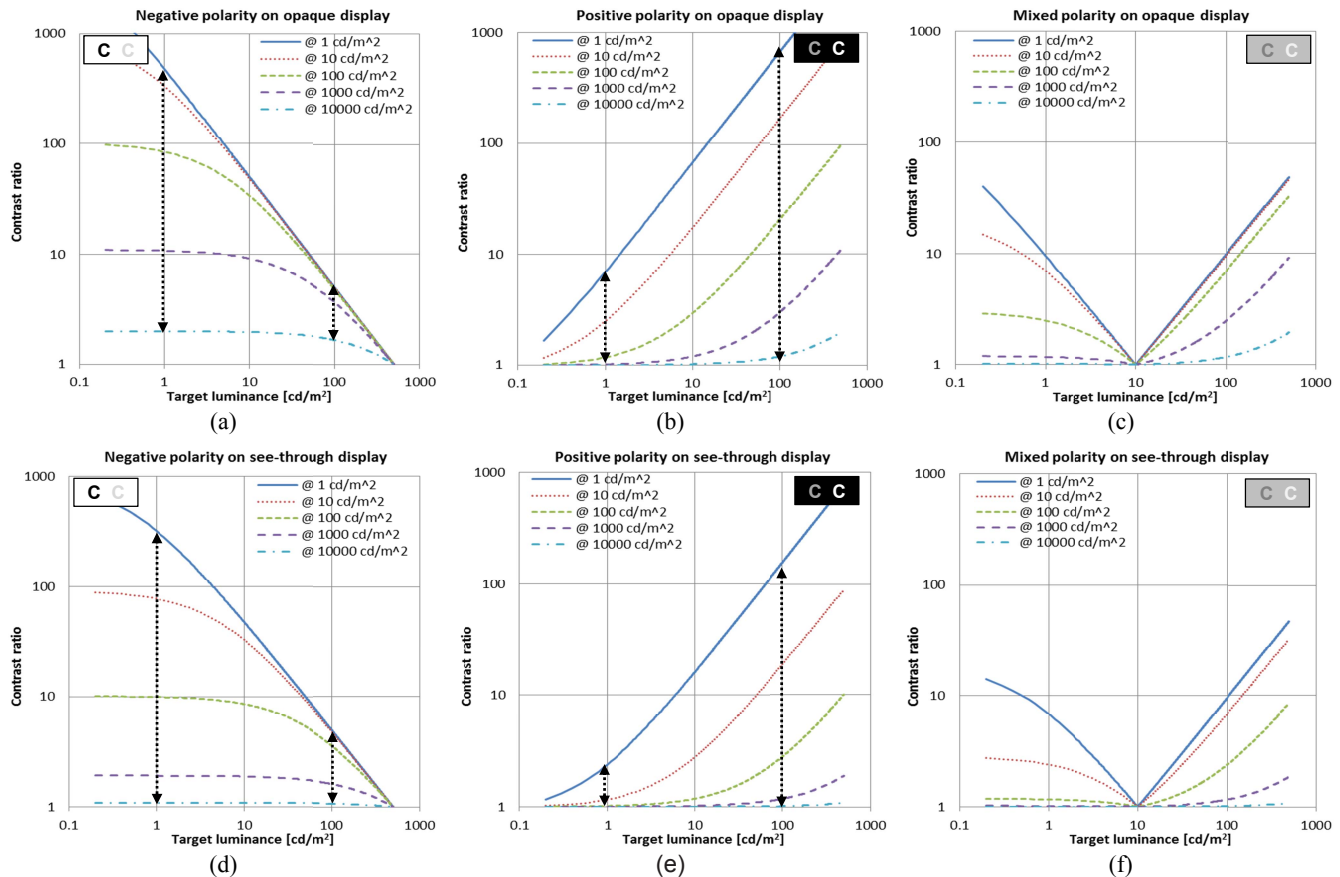 Negative polarity on opaque display
1000
100
10
1
0.1
1
10
100
1000
Contrast ratio
Target luminance [cd/m²]
C C
@ 1 cd/m^2
@ 10 cd/m^2
@ 100 cd/m^2
@ 1000 cd/m^2
@ 10000 cd/m^2
(a)
Positive polarity on opaque display
1000
100
10
1
0.1
1
10
100
1000
Contrast ratio
Target luminance [cd/m²]
C C
@ 1 cd/m^2
@ 10 cd/m^2
@ 100 cd/m^2
@ 1000 cd/m^2
@ 10000 cd/m^2
(b)
Mixed polarity on opaque display
1000
100
10
1
0.1
1
10
100
1000
Contrast ratio
Target luminance [cd/m²]
C C
@ 1 cd/m^2
@ 10 cd/m^2
@ 100 cd/m^2
@ 1000 cd/m^2
@ 10000 cd/m^2
(c)
Negative polarity on see-through display
1000
100
10
1
0.1
1
10
100
1000
Contrast ratio
Target luminance [cd/m²]
C C
@ 1 cd/m^2
@ 10 cd/m^2
@ 100 cd/m^2
@ 1000 cd/m^2
@ 10000 cd/m^2
(d)
Positive polarity on see-through display
1000
100
10
1
0.1
1
10
100
1000
Contrast ratio
Target luminance [cd/m²]
C C
@ 1 cd/m^2
@ 10 cd/m^2
@ 100 cd/m^2
@ 1000 cd/m^2
@ 10000 cd/m^2
(e)
Mixed polarity on see-through display
1000
100
10
1
0.1
1
10
100
1000
Contrast ratio
Target luminance [cd/m²]
C C
@ 1 cd/m^2
@ 10 cd/m^2
@ 100 cd/m^2
@ 1000 cd/m^2
@ 10000 cd/m^2
(f)